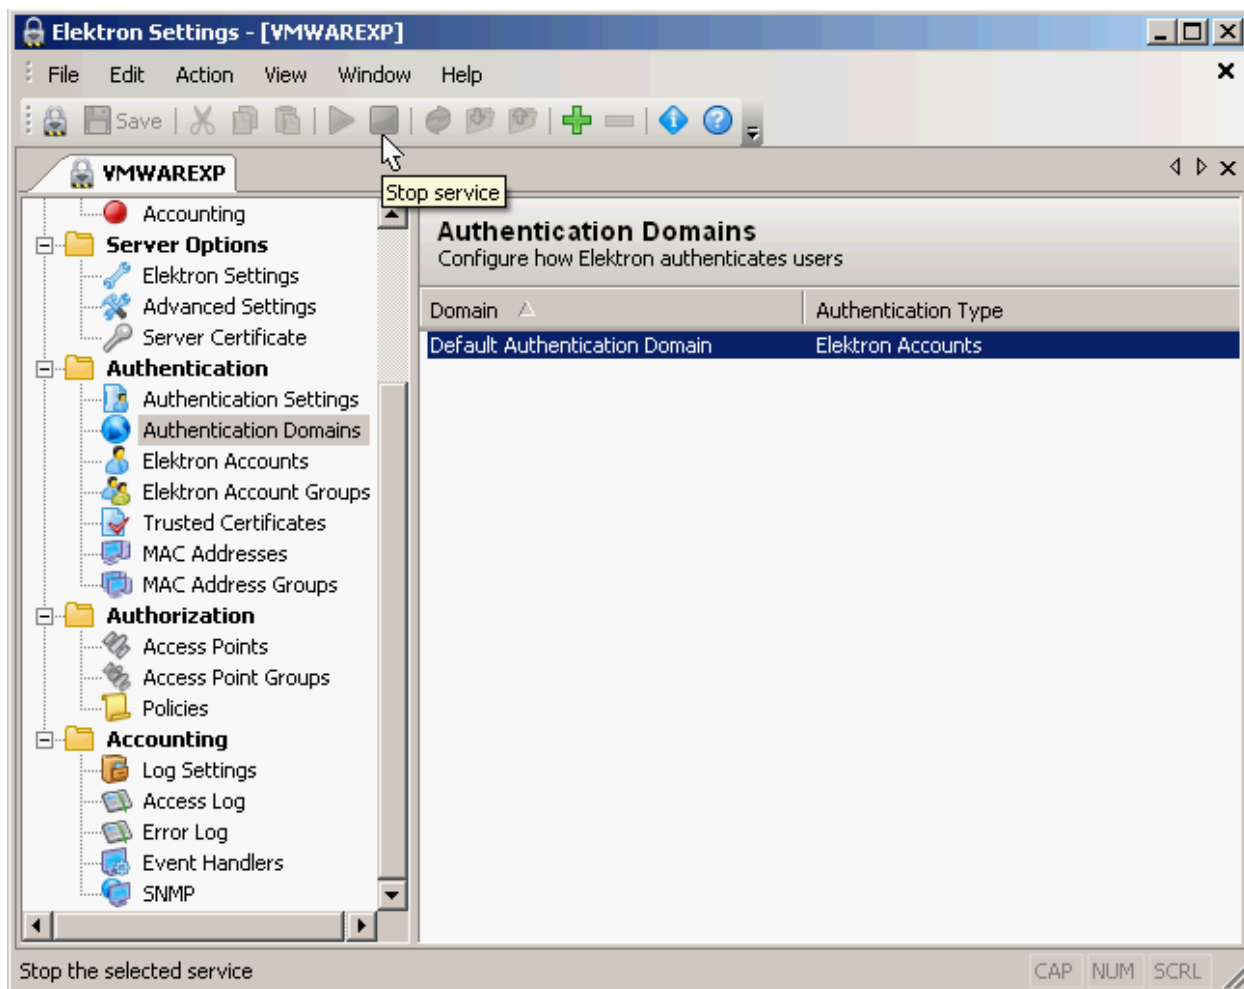 Elektron Settings - [VMWAREXP]
File Edit Action View Window Help
Save
VMWAREXP
Stop service
Accounting
Server Options
Elektron Settings
Advanced Settings
Server Certificate
Authentication
Authentication Settings
Authentication Domains
Elektron Accounts
Elektron Account Groups
Trusted Certificates
MAC Addresses
MAC Address Groups
Authorization
Access Points
Access Point Groups
Policies
Accounting
Log Settings
Access Log
Error Log
Event Handlers
SNMP
Authentication Domains
Configure how Elektron authenticates users
Domain Authentication Type
Default Authentication Domain Elektron Accounts
Stop the selected service
CAP NUM SCRL